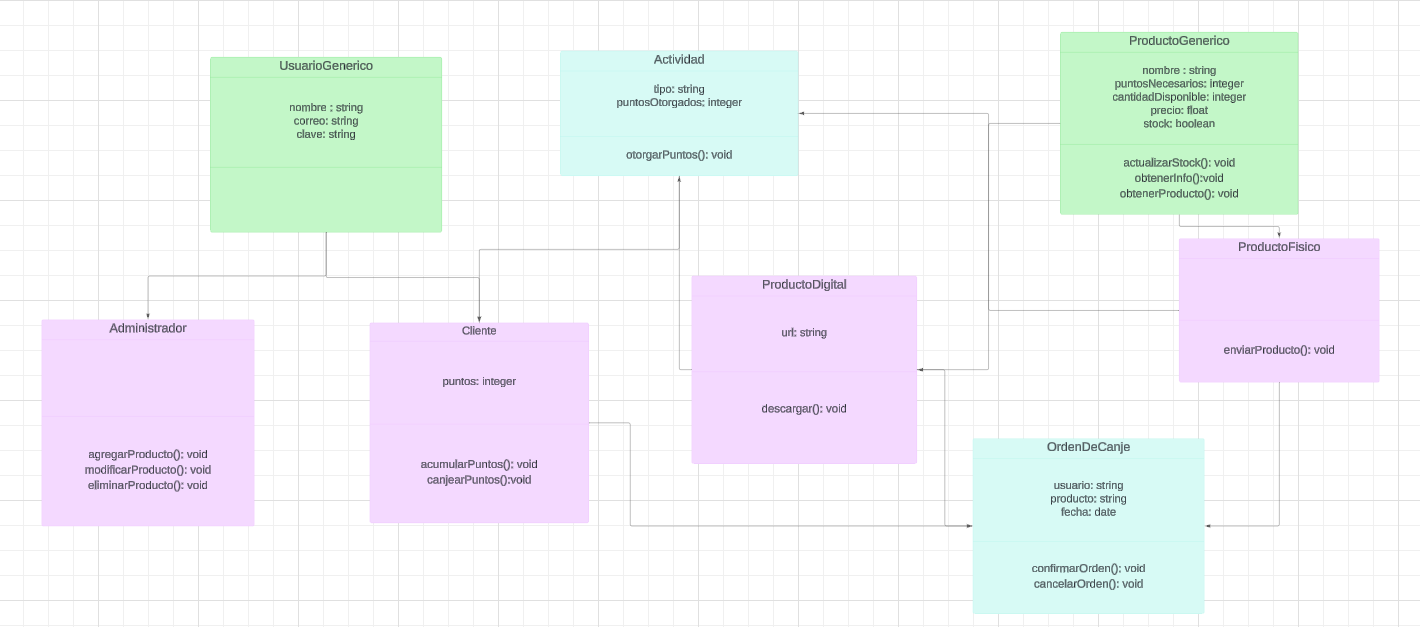 UsuarioGenerico
nombre : string
correo: string
clave: string
Actividad
tipo: string
puntosOtorgados: integer
otorgarPuntos(): void
ProductoGenerico
nombre : string
puntosNecesarios: integer
cantidadDisponible: integer
precio: float
stock: boolean
actualizarStock(): void
obtenerInfo():void
obtenerProducto(): void
Administrador
agregarProducto(): void
modificarProducto(): void
eliminarProducto(): void
Cliente
puntos: integer
acumularPuntos(): void
canjearPuntos():void
ProductoDigital
url: string
descargar(): void
ProductoFisico
enviarProducto(): void
OrdenDeCanje
usuario: string
producto: string
fecha: date
confirmarOrden(): void
cancelarOrden(): void